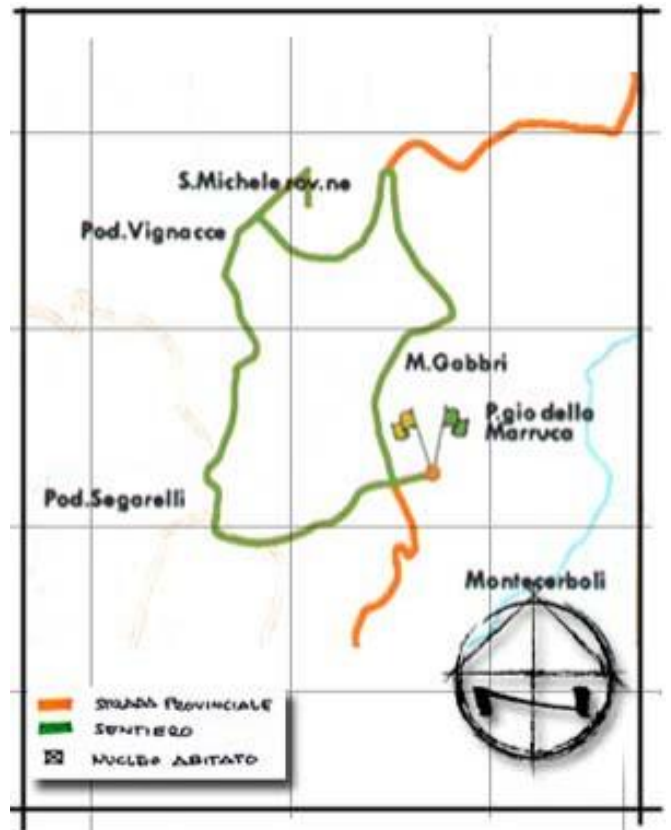 S.Michele rov.ne
Pod.Vignacce
M.Gabbri
P.gio della
Marruca
Pod.Segarelli
Montecerboli
STRADA PROVINCIALE
SENTIERO
NUCLEO ABITATO